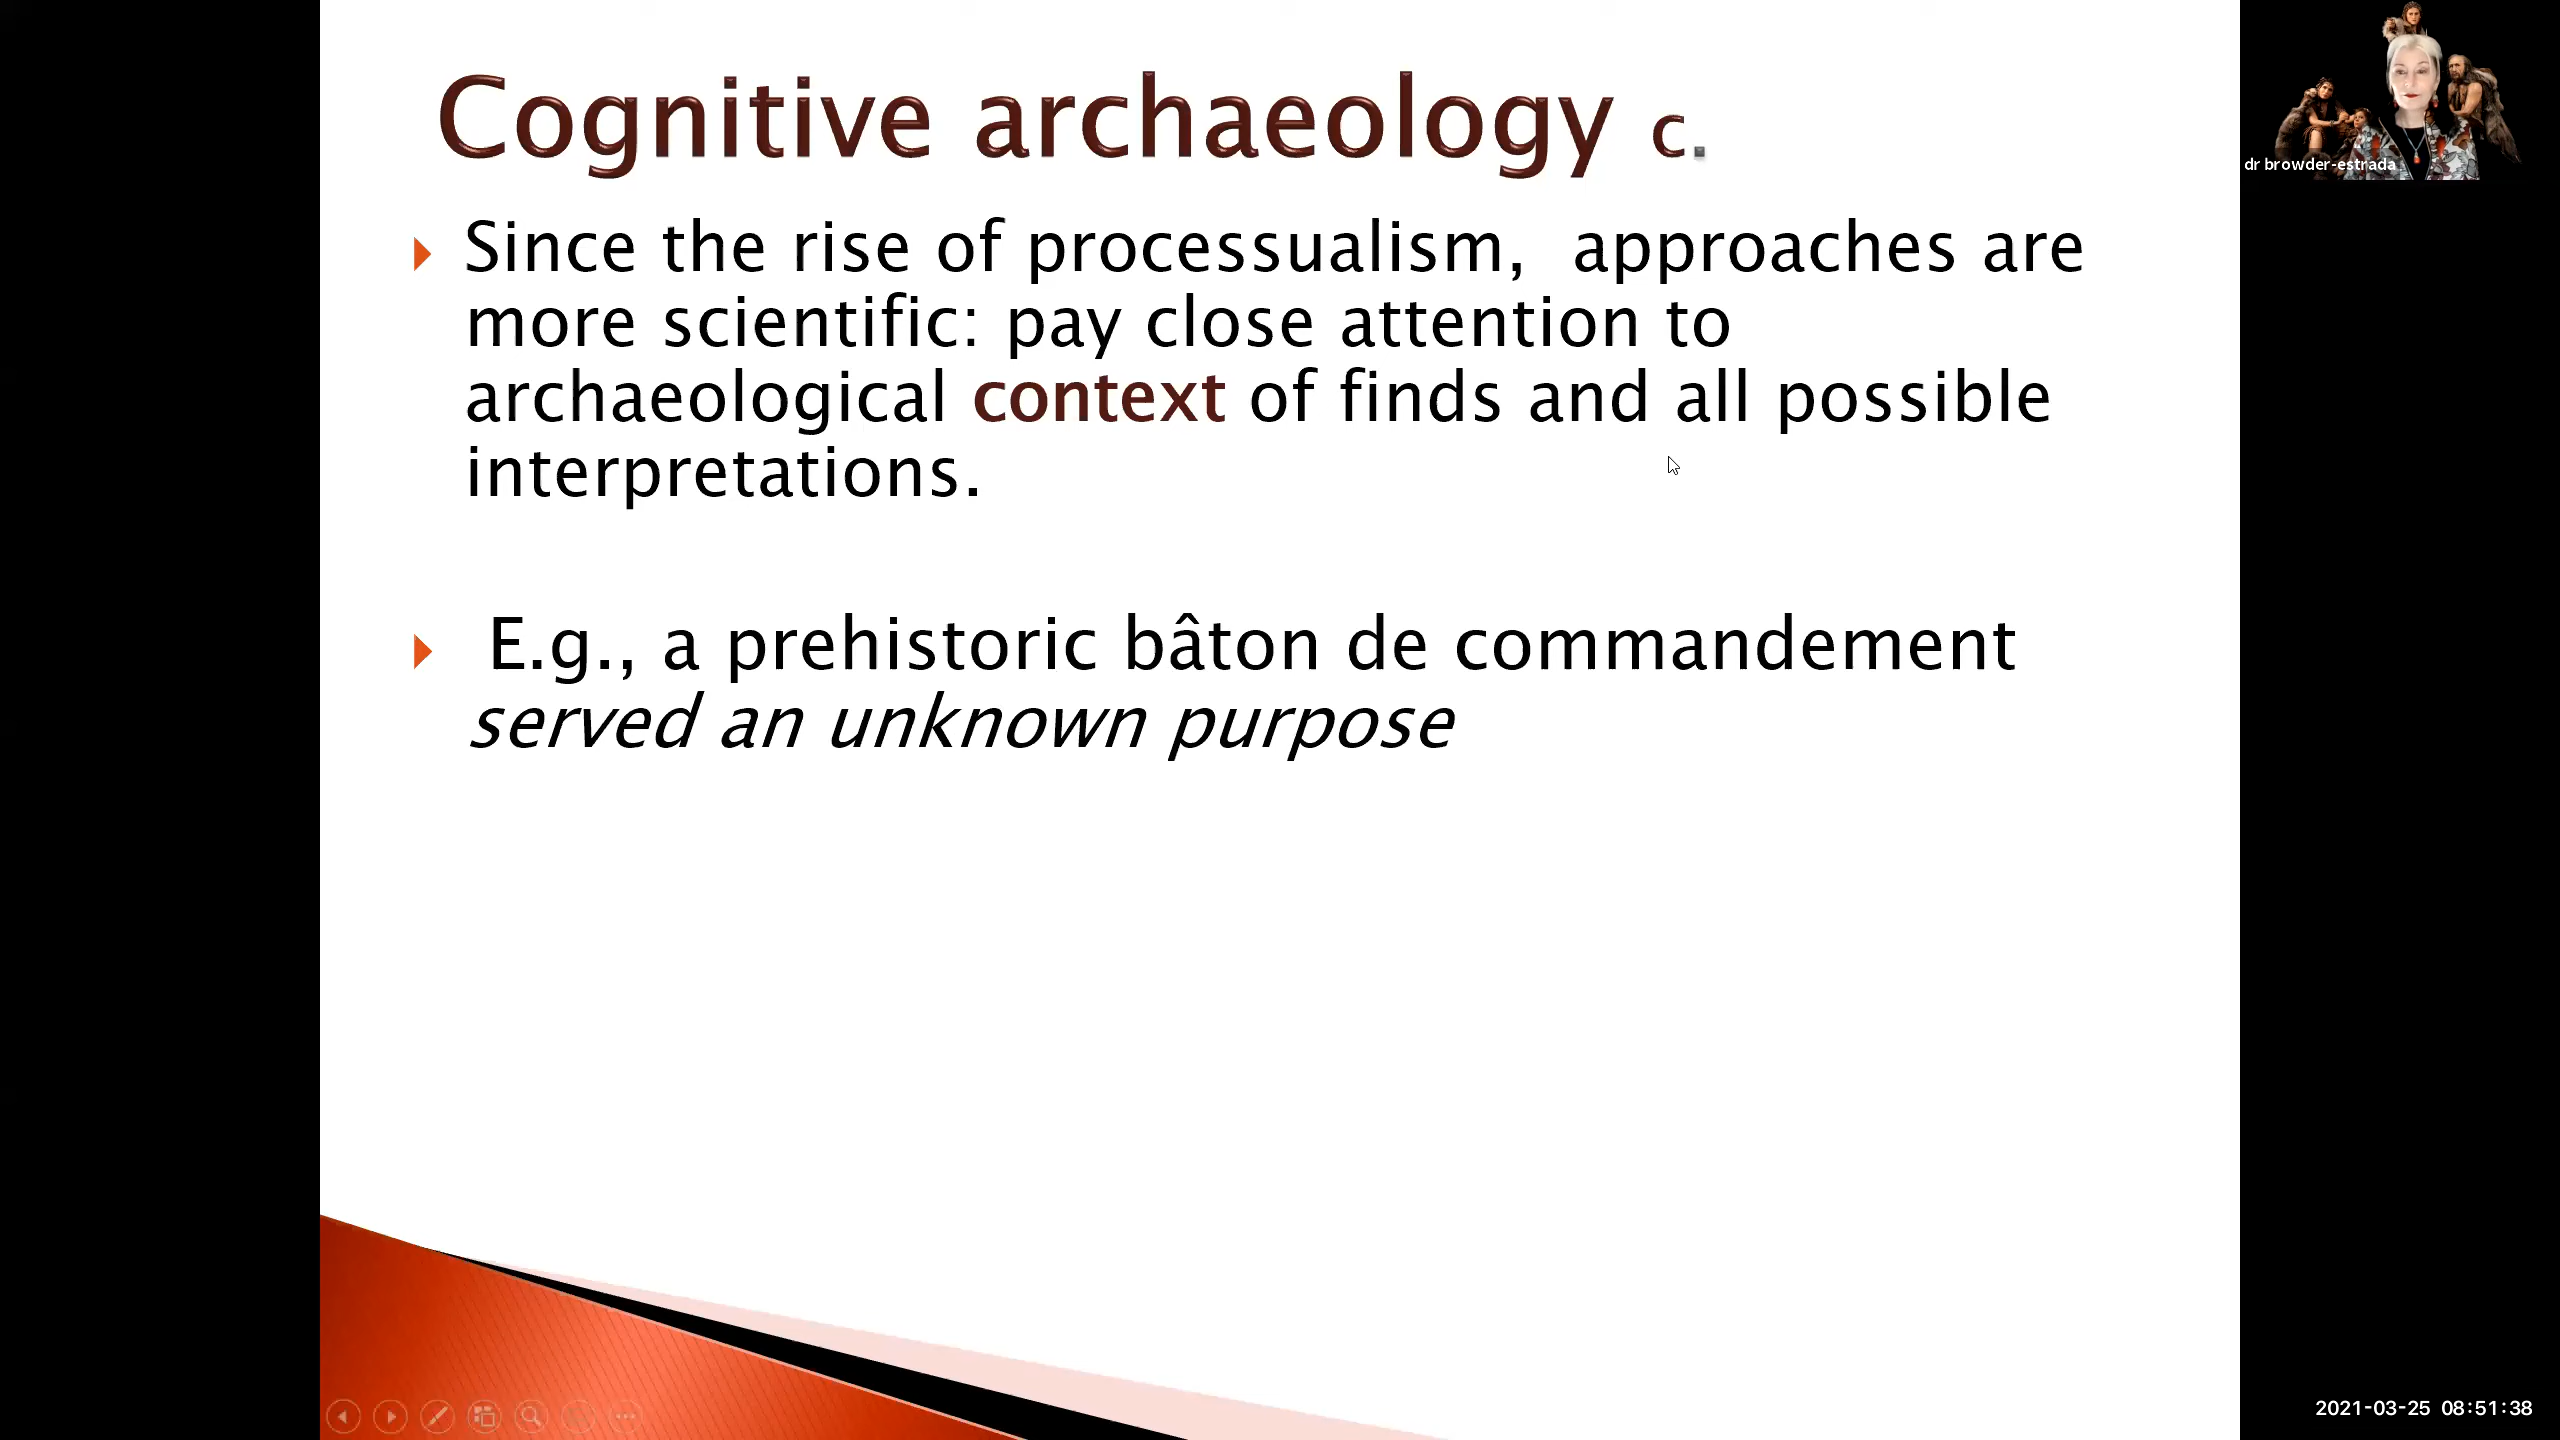 Cognitive archaeology c.
Since the rise of processualism,  approaches are
more scientific: pay close attention to
archaeological context of finds and all possible
interpretations.
E.g., a prehistoric bâton de commandement
served an unknown purpose
dr browder-estrada
2021-03-25 08:51:38